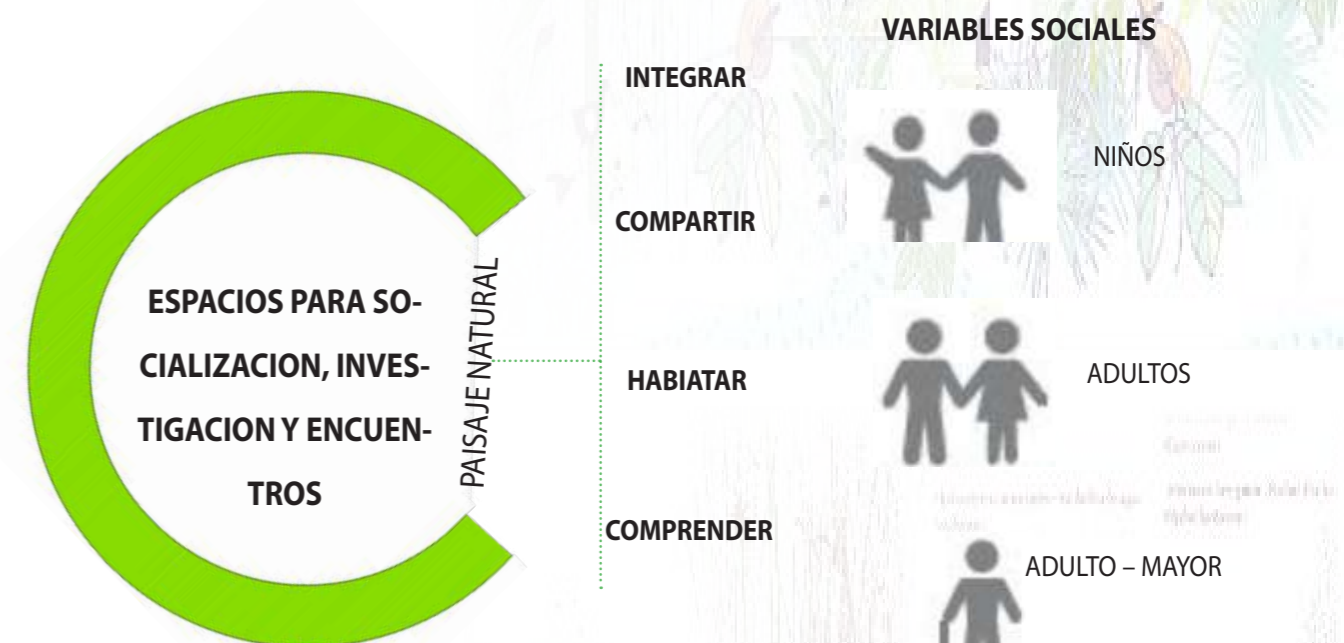 VARIABLES SOCIALES
INTEGRAR
NIÑOS
COMPARTIR
ESPACIOS PARA SO-
CIALIZACION, INVES-
TIGACION Y ENCUEN-
TROS
PAISAJE NATURAL
HABIATAR
ADULTOS
COMPRENDER
ADULTO – MAYOR